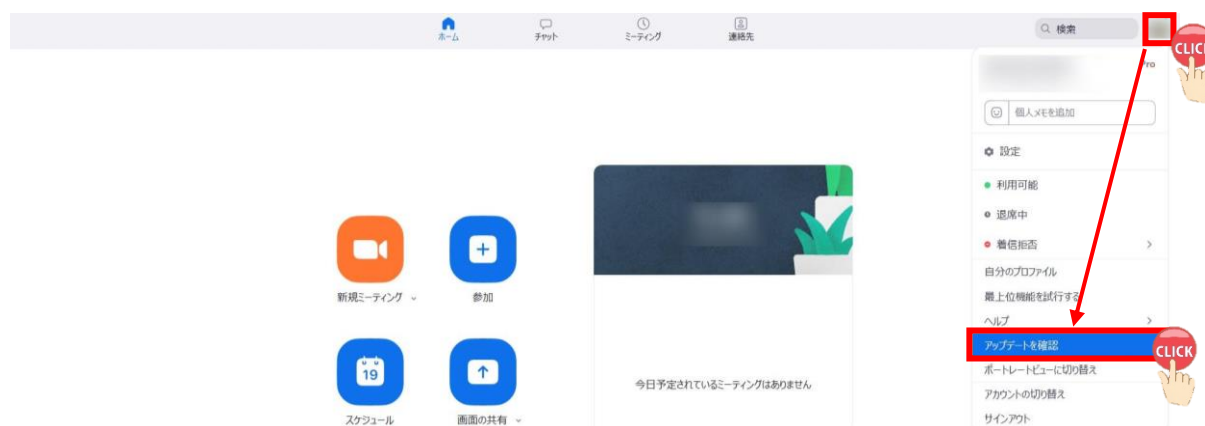 ホーム
チャット
ミーティング
連絡先
検索
CLICK
Pro
個人メモを追加
設定
利用可能
退席中
着信拒否
自分のプロファイル
最上位機能を試行する
ヘルプ
アップデートを確認
CLICK
ポートレートビューに切り替え
アカウントの切り替え
サインアウト
新規ミーティング
参加
19
スケジュール
画面の共有
今日予定されているミーティングはありません